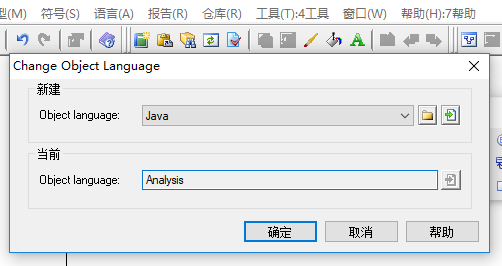 型(M) 符号(S) 报告(R) 仓库(R) 工具(T):4工具 窗口(W) 帮助(H):7帮助
Change Object Language
新建
Object language: Java
当前
Object language: Analysis
确定 取消 帮助